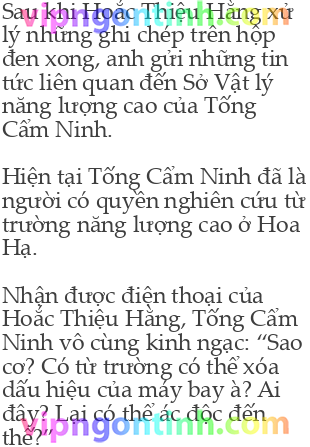 Sau khi Hoắc Thiệu Hằng xử
vipngontinh.com
lý những ghi chép trên hộp
đen xong, anh gửi những tin
tức liên quan đến Sở Vật lý
năng lượng cao của Tống
Cẩm Ninh.
Hiện tại Tống Cẩm Ninh đã là
người có quyền nghiên cứu từ
trường năng lượng cao ở Hoa
Hạ.
Nhận được điện thoại của
Hoắc Thiệu Hằng, Tống Cẩm
Ninh vô cùng kinh ngạc: “Sao
cơ? Có từ trường có thể xóa
dấu hiệu của máy bay à? Ai
đây? Lại có thể ác độc đến
vipngontinh.com
thế?”